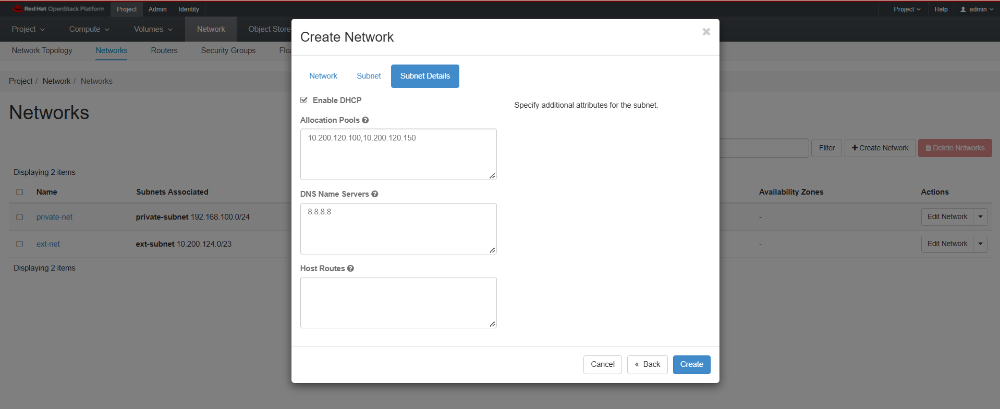 Red Hat OpenStack Platform Project Admin Identity Project Help admin
Project Compute Volumes Network Object Store
Network Topology Networks Routers Security Groups Floa
Project / Network / Networks
Networks
Filter Create Network Delete Networks
Displaying 2 items
Name Subnets Associated Availability Zones Actions
private-net private-subnet 192.168.100.0/24 - Edit Network
ext-net ext-subnet 10.200.124.0/23 - Edit Network
Displaying 2 items
Create Network ×
Network Subnet Subnet Details
Enable DHCP
Specify additional attributes for the subnet.
Allocation Pools ?
10.200.120.100,10.200.120.150
DNS Name Servers ?
8.8.8.8
Host Routes ?
Cancel « Back Create